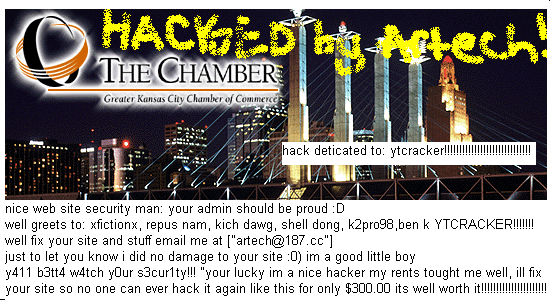 HACKED by Artech!
THE CHAMBER
Greater Kansas City Chamber of Commerce
hack deticated to: ytcracker!!!!!!!!!!!!!!!!!!!!!!!!!!!!!!
nice web site security man: your admin should be proud :D
well greets to: xfictionx, repus nam, kich dawg, shell dong, k2pro98,ben k YTCRACKER!!!!!!!
well fix your site and stuff email me at ["artech@187.cc"]
just to let you know i did no damage to your site :0) im a good little boy
y411 b3tt4 w4tch y0ur s3cur1ty!!! "your lucky im a nice hacker my rents tought me well, ill fix
your site so no one can ever hack it again like this for only $300.00 its well worth it!!!!!!!!!!!!!!!!!!!!!!